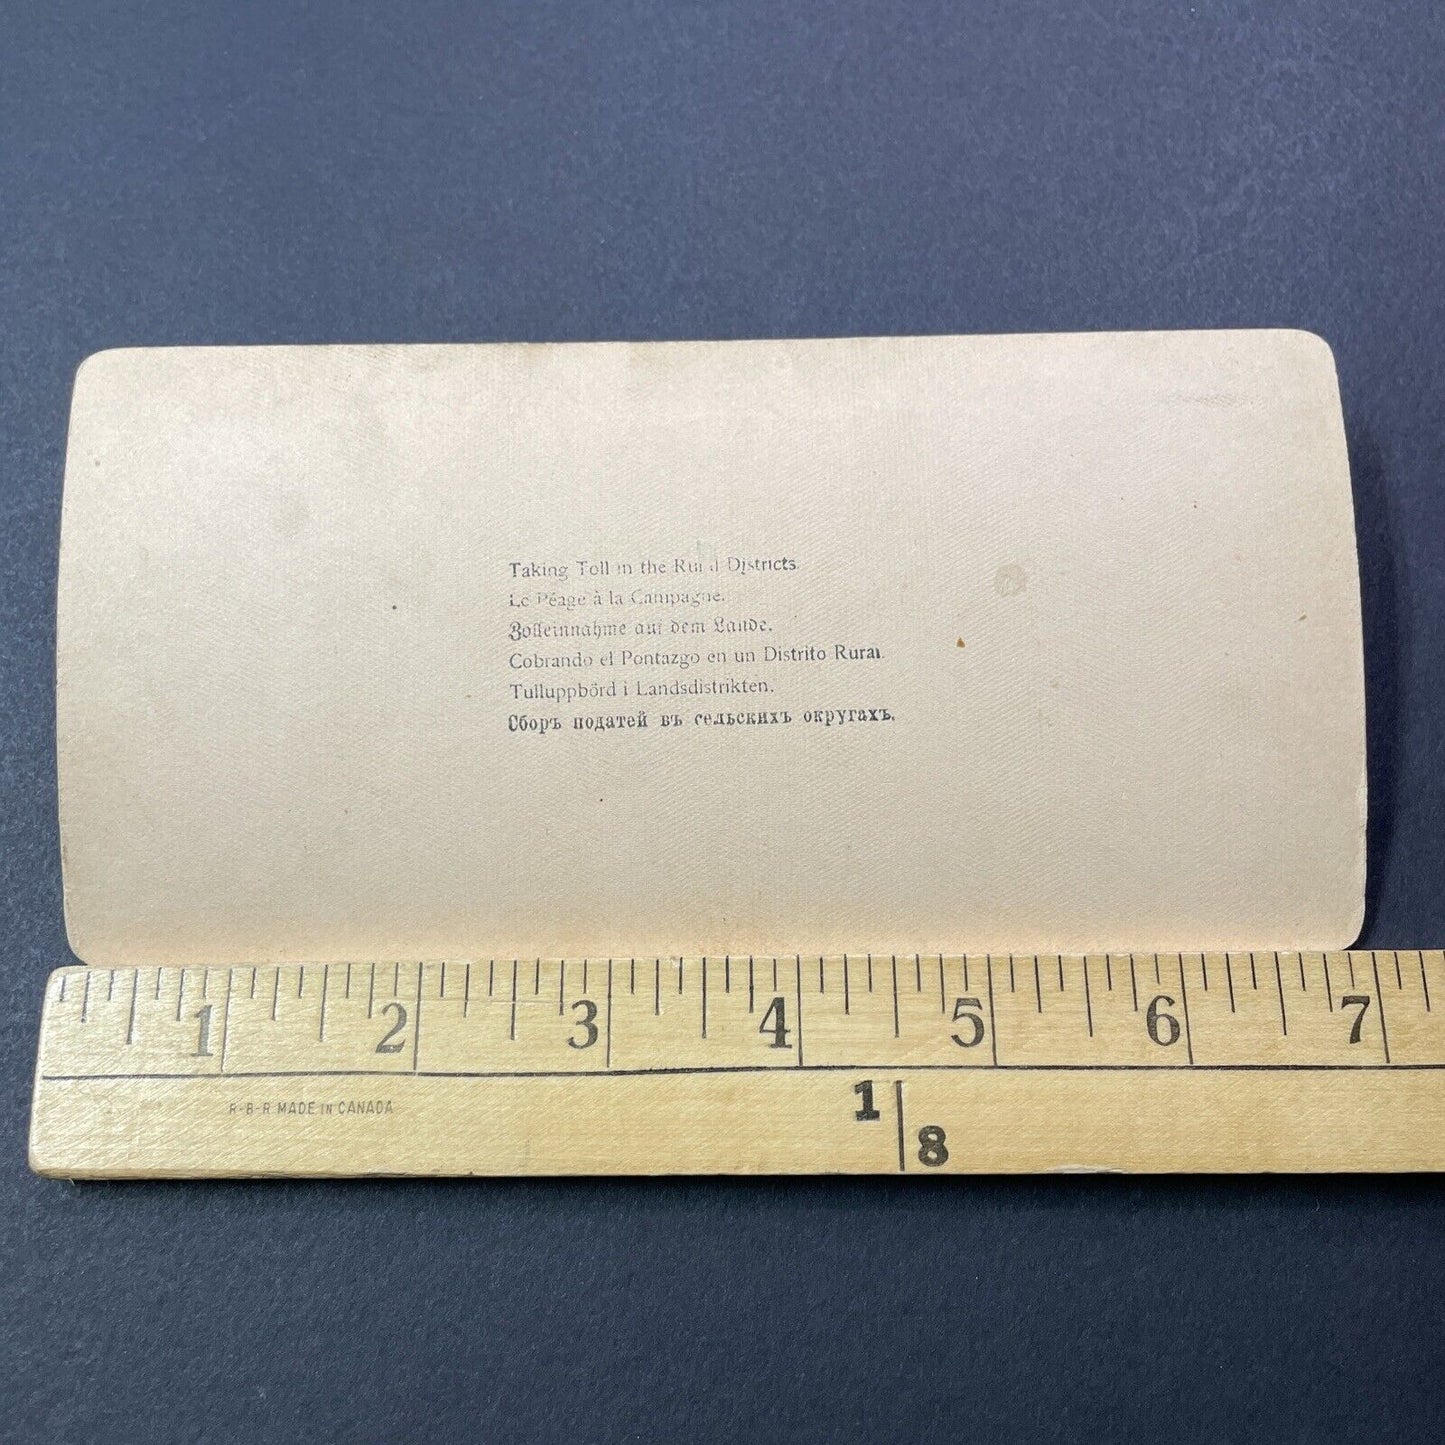 Taking Toll in the Rural Districts.
Le Péage à la Campagne.
Zolleinnahme auf dem Lande.
Cobrando el Pontazgo en un Distrito Rural.
Tulluppbörd i Landsdistrikten.
Сборъ податей въ сельскихъ округахъ.
1 2 3 4 5 6 7
R-B-R MADE IN CANADA
1
8